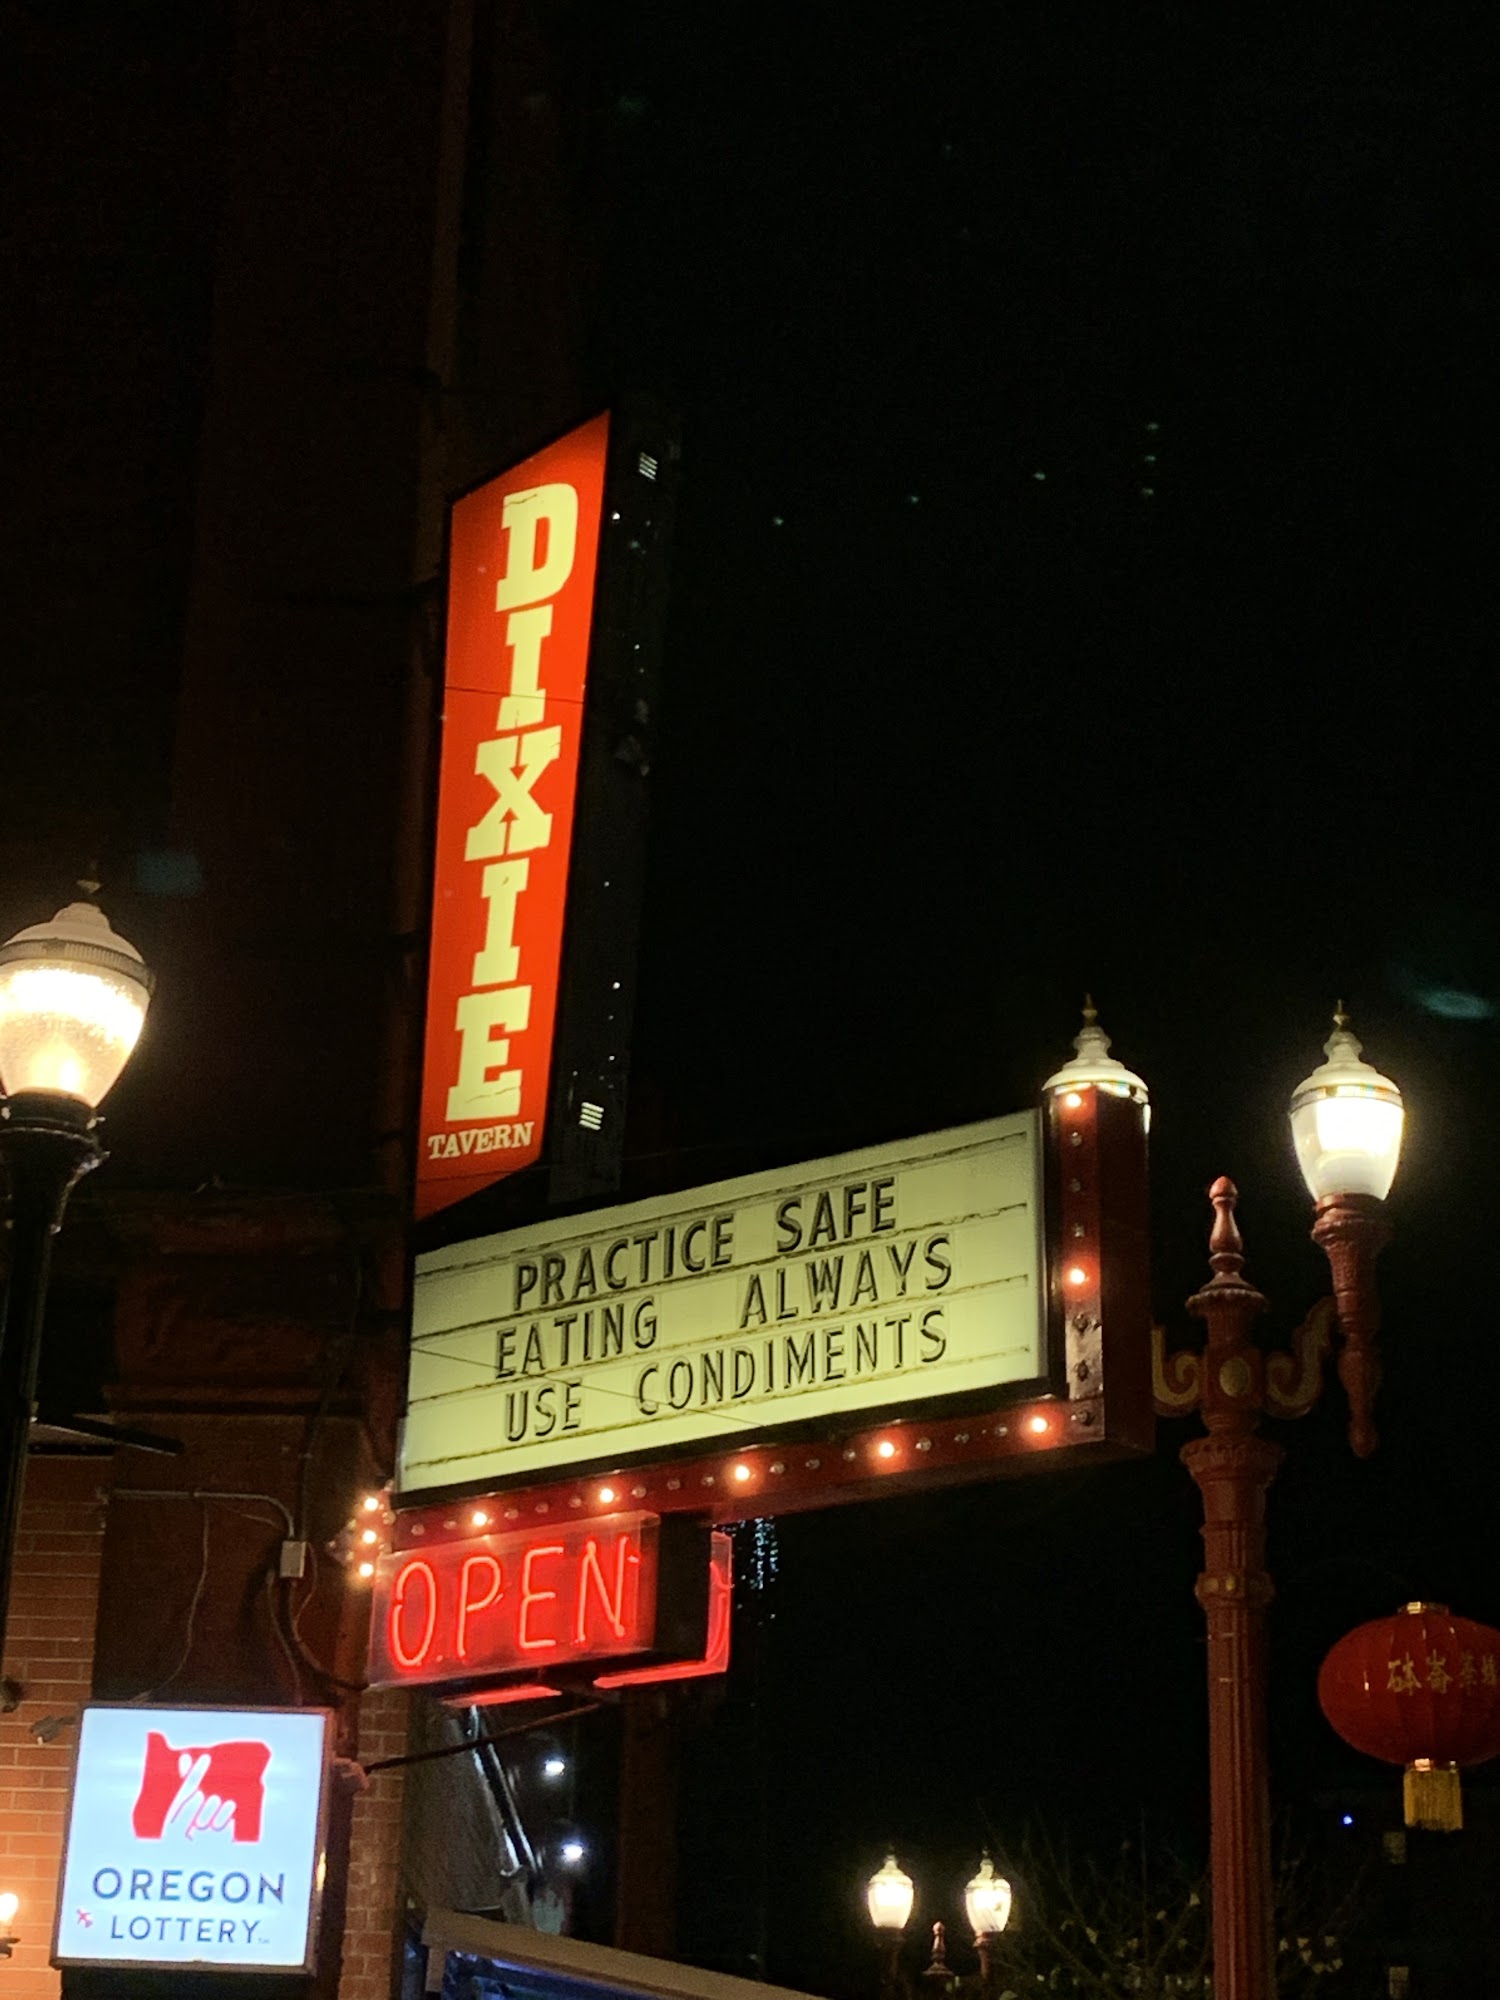 DIXIE
TAVERN
PRACTICE SAFE
EATING ALWAYS
USE CONDIMENTS
OPEN
OREGON
LOTTERY